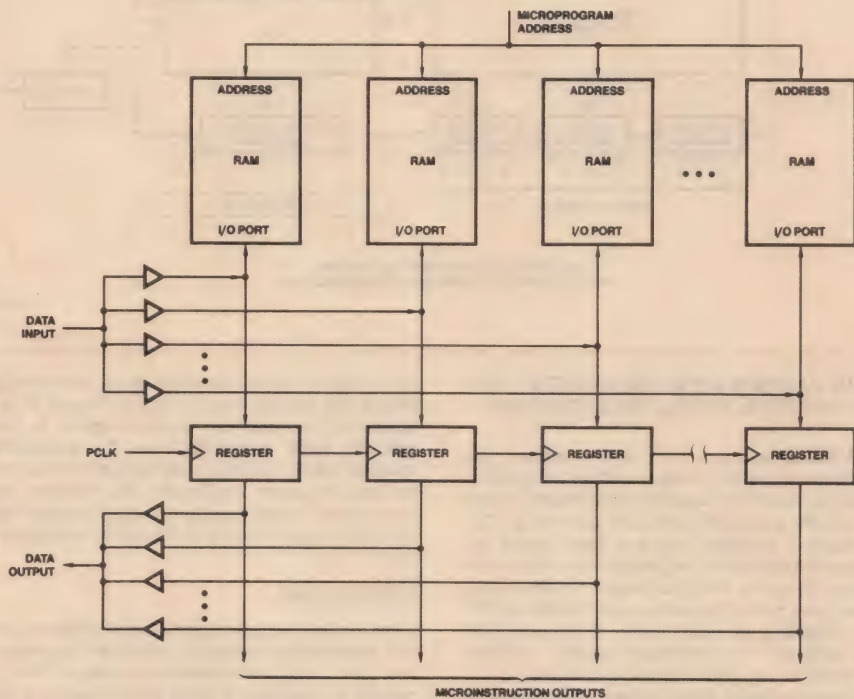 MICROPROGRAM
ADDRESS
ADDRESS ADDRESS ADDRESS ADDRESS
RAM RAM RAM • • • RAM
I/O PORT I/O PORT I/O PORT I/O PORT
DATA
INPUT
PCLK REGISTER REGISTER REGISTER REGISTER
DATA
OUTPUT
MICROINSTRUCTION OUTPUTS